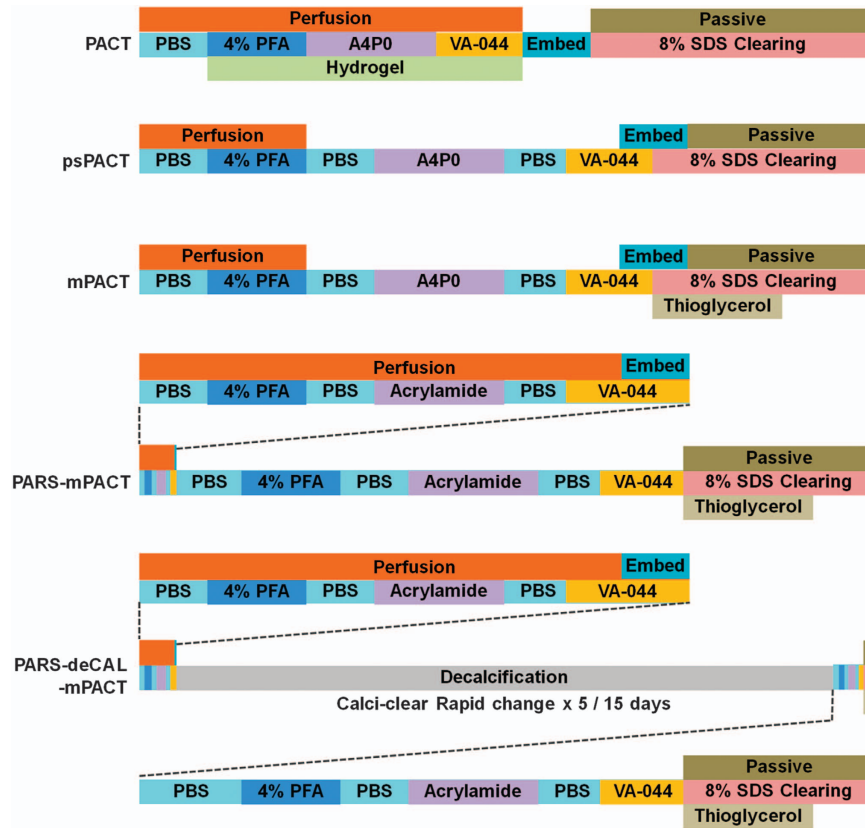 Perfusion Passive
PACT PBS 4% PFA A4P0 VA-044 Embed 8% SDS Clearing
Hydrogel
Perfusion Embed Passive
psPACT PBS 4% PFA PBS A4P0 PBS VA-044 8% SDS Clearing
Perfusion Embed Passive
mPACT PBS 4% PFA PBS A4P0 PBS VA-044 8% SDS Clearing
Thioglycerol
Perfusion Embed
PBS 4% PFA PBS Acrylamide PBS VA-044
Passive
PARS-mPACT PBS 4% PFA PBS Acrylamide PBS VA-044 8% SDS Clearing
Thioglycerol
Perfusion Embed
PBS 4% PFA PBS Acrylamide PBS VA-044
PARS-deCAL
-mPACT
Decalcification
Calci-clear Rapid change x 5 / 15 days
Passive
PBS 4% PFA PBS Acrylamide PBS VA-044 8% SDS Clearing
Thioglycerol